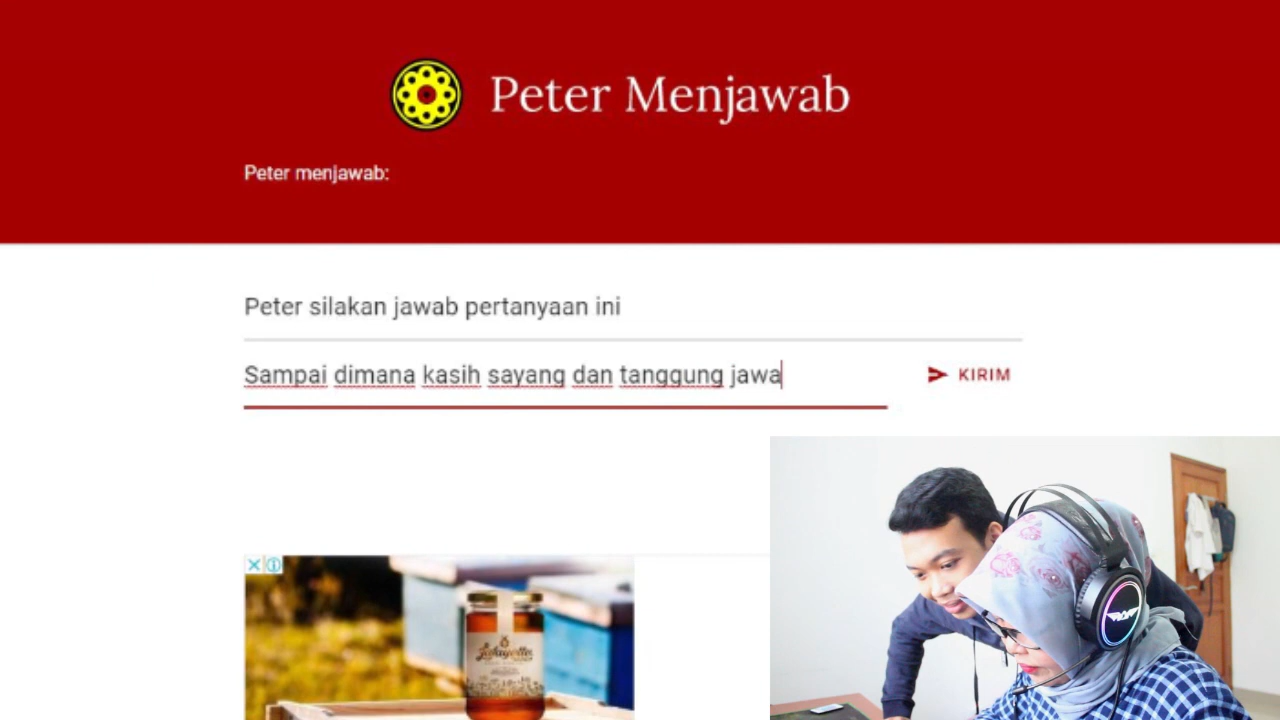 Peter Menjawab
Peter menjawab:
Peter silakan jawab pertanyaan ini
Sampai dimana kasih sayang dan tanggung jawa
KIRIM